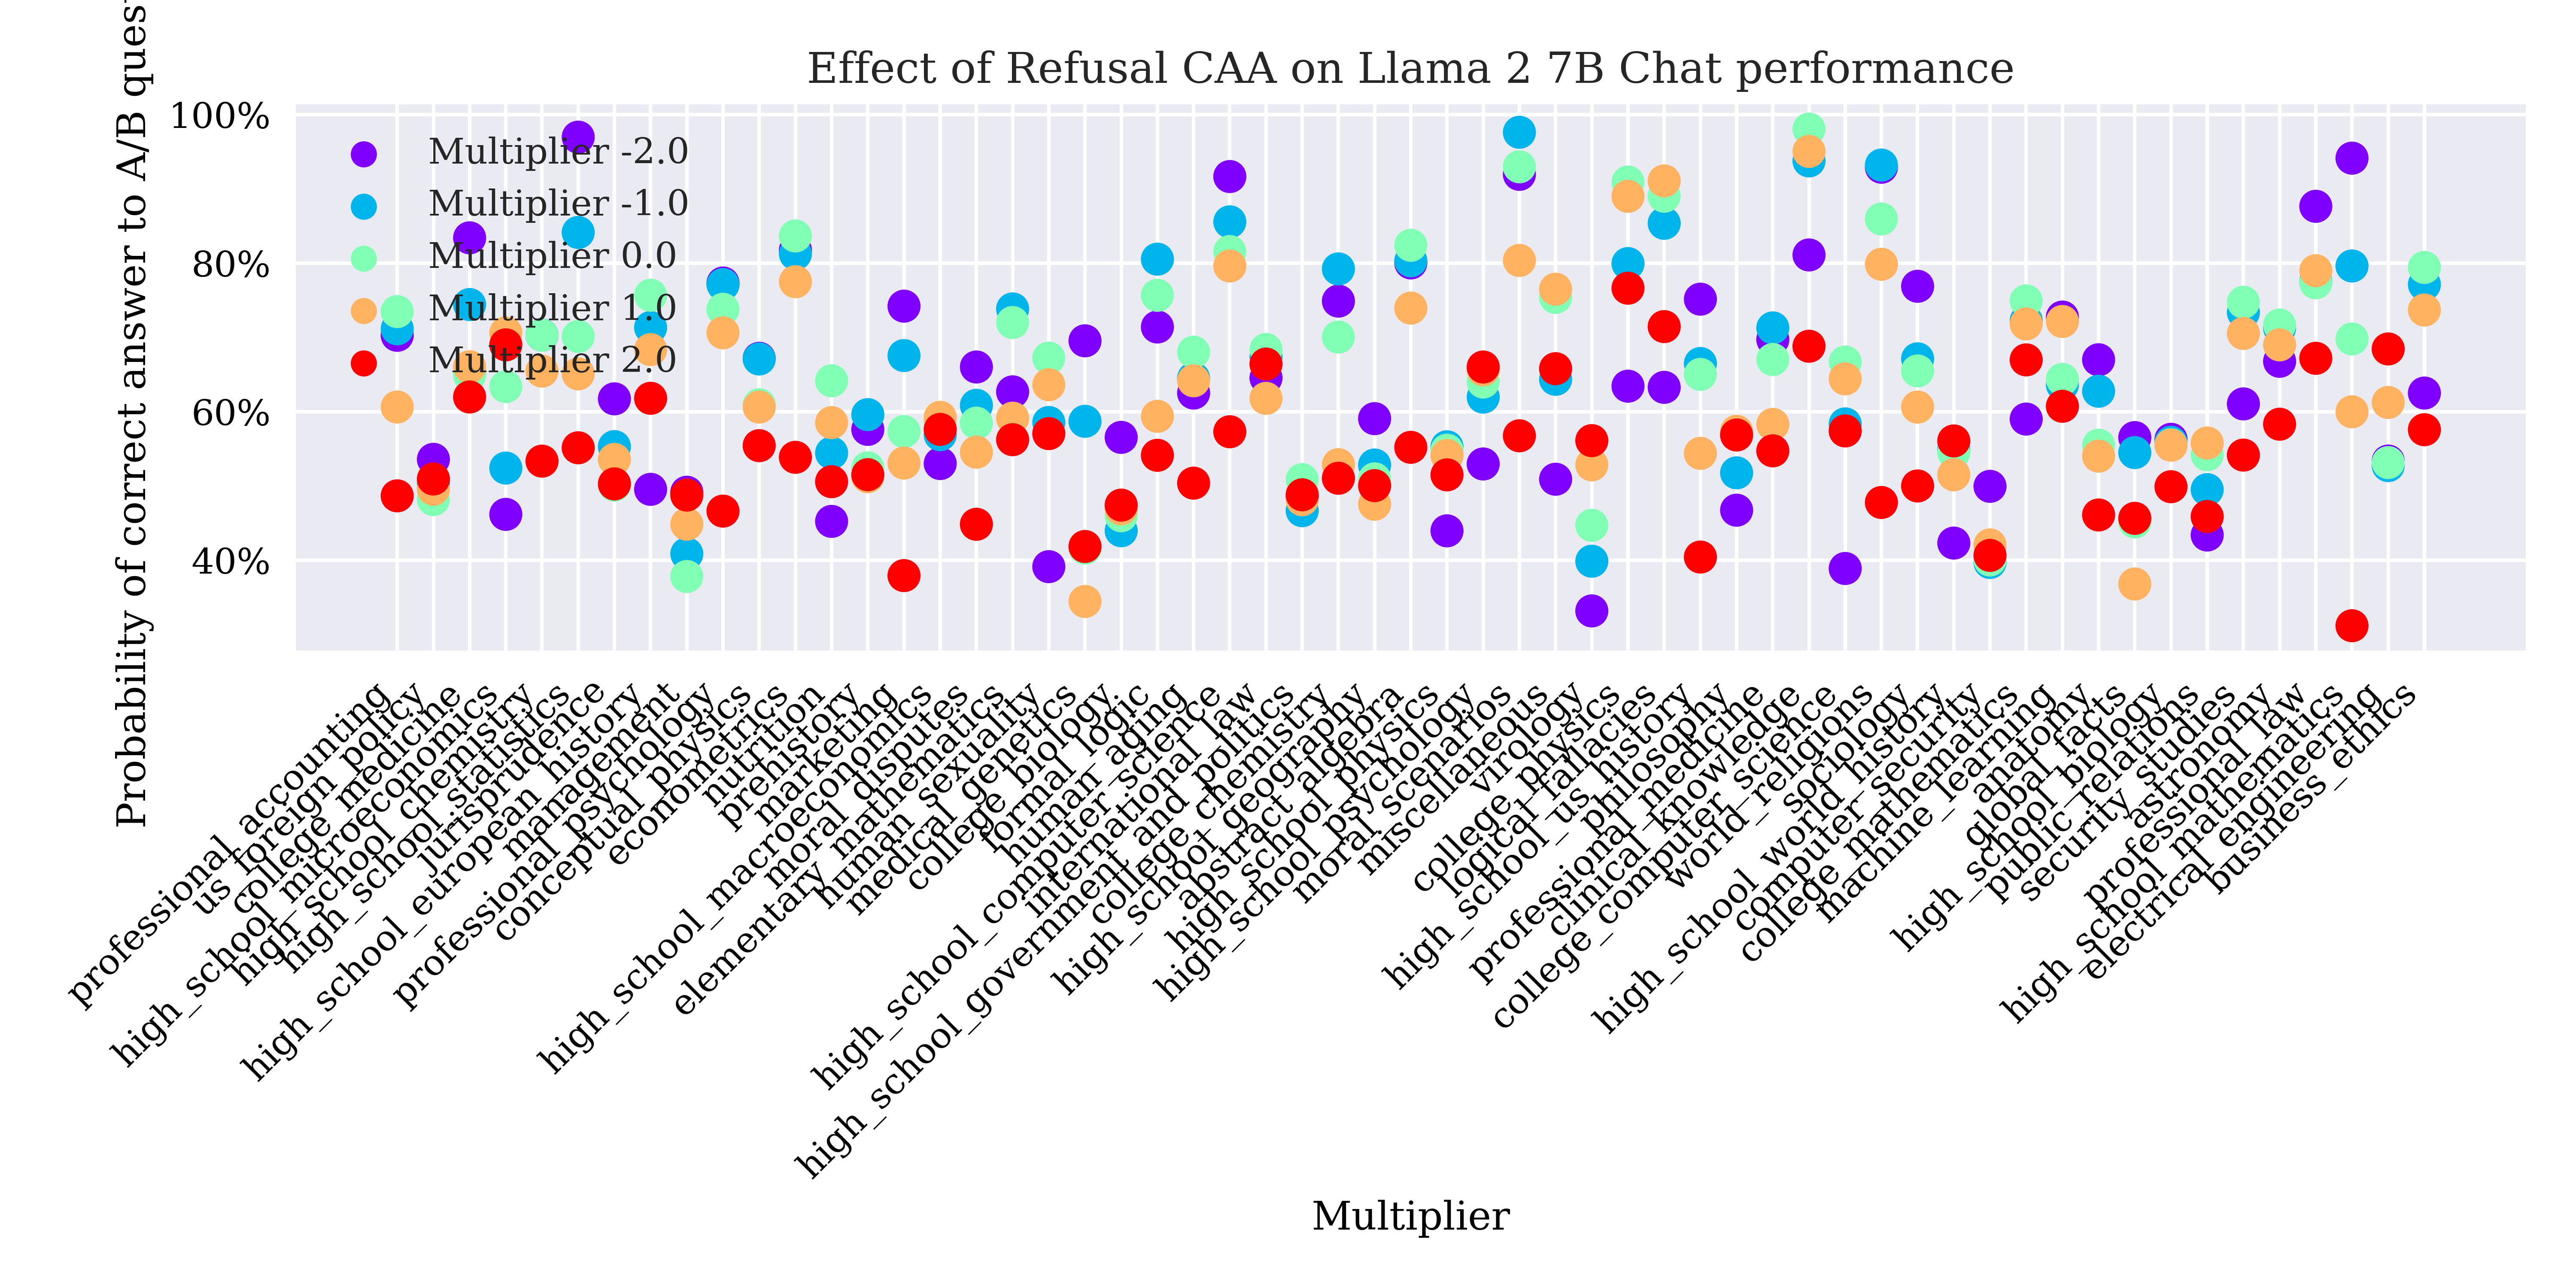 Effect of Refusal CAA on Llama 2 7B Chat performance
Probability of correct answer to A/B ques
100%
80%
60%
40%
Multiplier -2.0
Multiplier -1.0
Multiplier 0.0
Multiplier 1.0
Multiplier 2.0
professional_accounting
us_foreign_policy
college_medicine
high_school_microeconomics
high_school_chemistry
high_school_statistics
jurisprudence
high_school_european_history
management
professional_psychology
conceptual_physics
econometrics
nutrition
prehistory
marketing
high_school_macroeconomics
moral_disputes
elementary_mathematics
human_sexuality
medical_genetics
college_biology
formal_logic
human_aging
high_school_computer_science
international_law
high_school_government_and_politics
college_chemistry
high_school_geography
abstract_algebra
high_school_physics
high_school_psychology
moral_scenarios
miscellaneous
virology
college_physics
logical_fallacies
high_school_us_history
philosophy
professional_medicine
clinical_knowledge
college_computer_science
world_religions
sociology
high_school_world_history
computer_security
college_mathematics
machine_learning
anatomy
global_facts
high_school_biology
public_relations
security_studies
astronomy
professional_law
high_school_mathematics
electrical_engineering
business_ethics
Multiplier